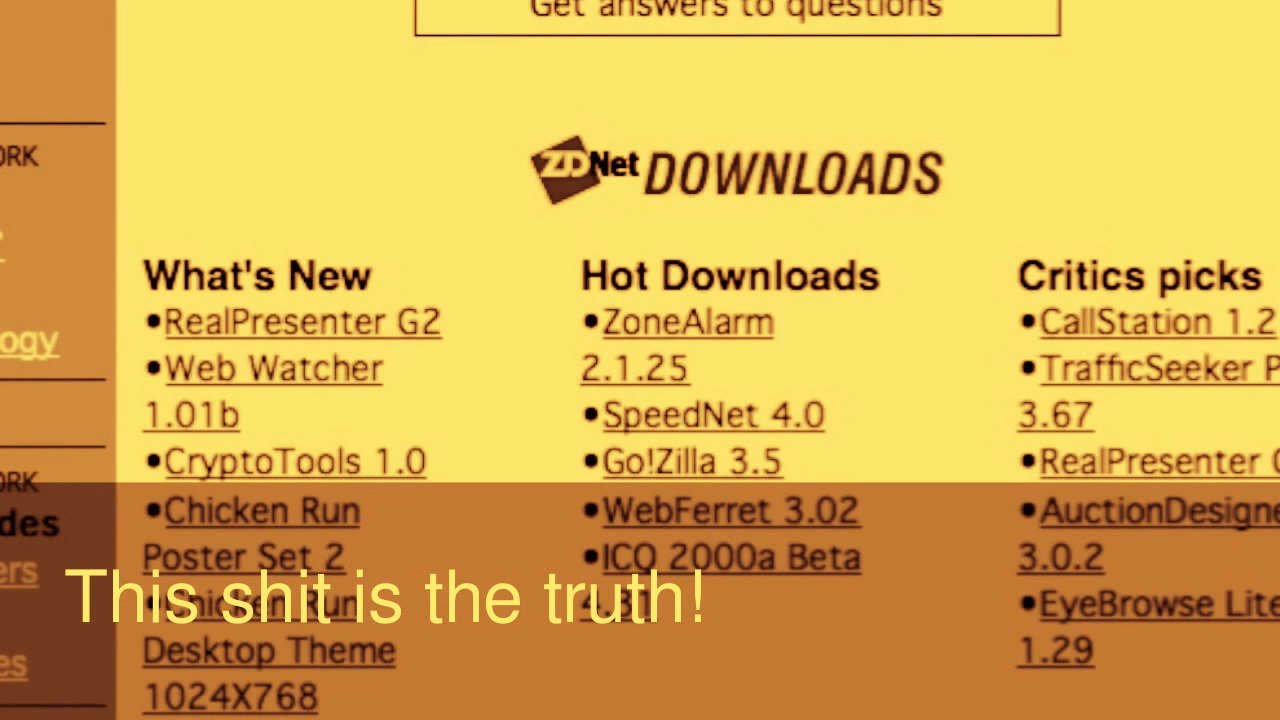 Get answers to questions
ORK
ZDNet DOWNLOADS
ogy
What's New
•RealPresenter G2
•Web Watcher
1.01b
•CryptoTools 1.0
•Chicken Run
Poster Set 2
•Chicken Run
Desktop Theme
1024X768
Hot Downloads
•ZoneAlarm
2.1.25
•SpeedNet 4.0
•Go!Zilla 3.5
•WebFerret 3.02
•ICQ 2000a Beta
Critics picks
•CallStation 1.2
•TrafficSeeker P
3.67
•RealPresenter
•AuctionDesigne
3.0.2
•EyeBrowse Lite
1.29
ORK
des
ers
es
This shit is the truth!